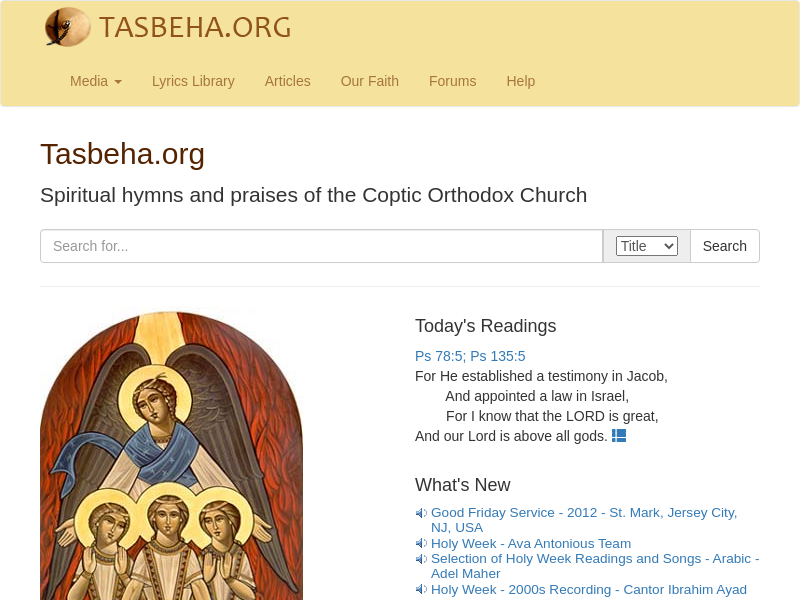 TASBEHA.ORG
Media Lyrics Library Articles Our Faith Forums Help
Tasbeha.org
Spiritual hymns and praises of the Coptic Orthodox Church
Search for... Title Search
Today's Readings
Ps 78:5; Ps 135:5
For He established a testimony in Jacob,
And appointed a law in Israel,
For I know that the LORD is great,
And our Lord is above all gods.
What's New
Good Friday Service - 2012 - St. Mark, Jersey City,
NJ, USA
Holy Week - Ava Antonious Team
Selection of Holy Week Readings and Songs - Arabic -
Adel Maher
Holy Week - 2000s Recording - Cantor Ibrahim Ayad